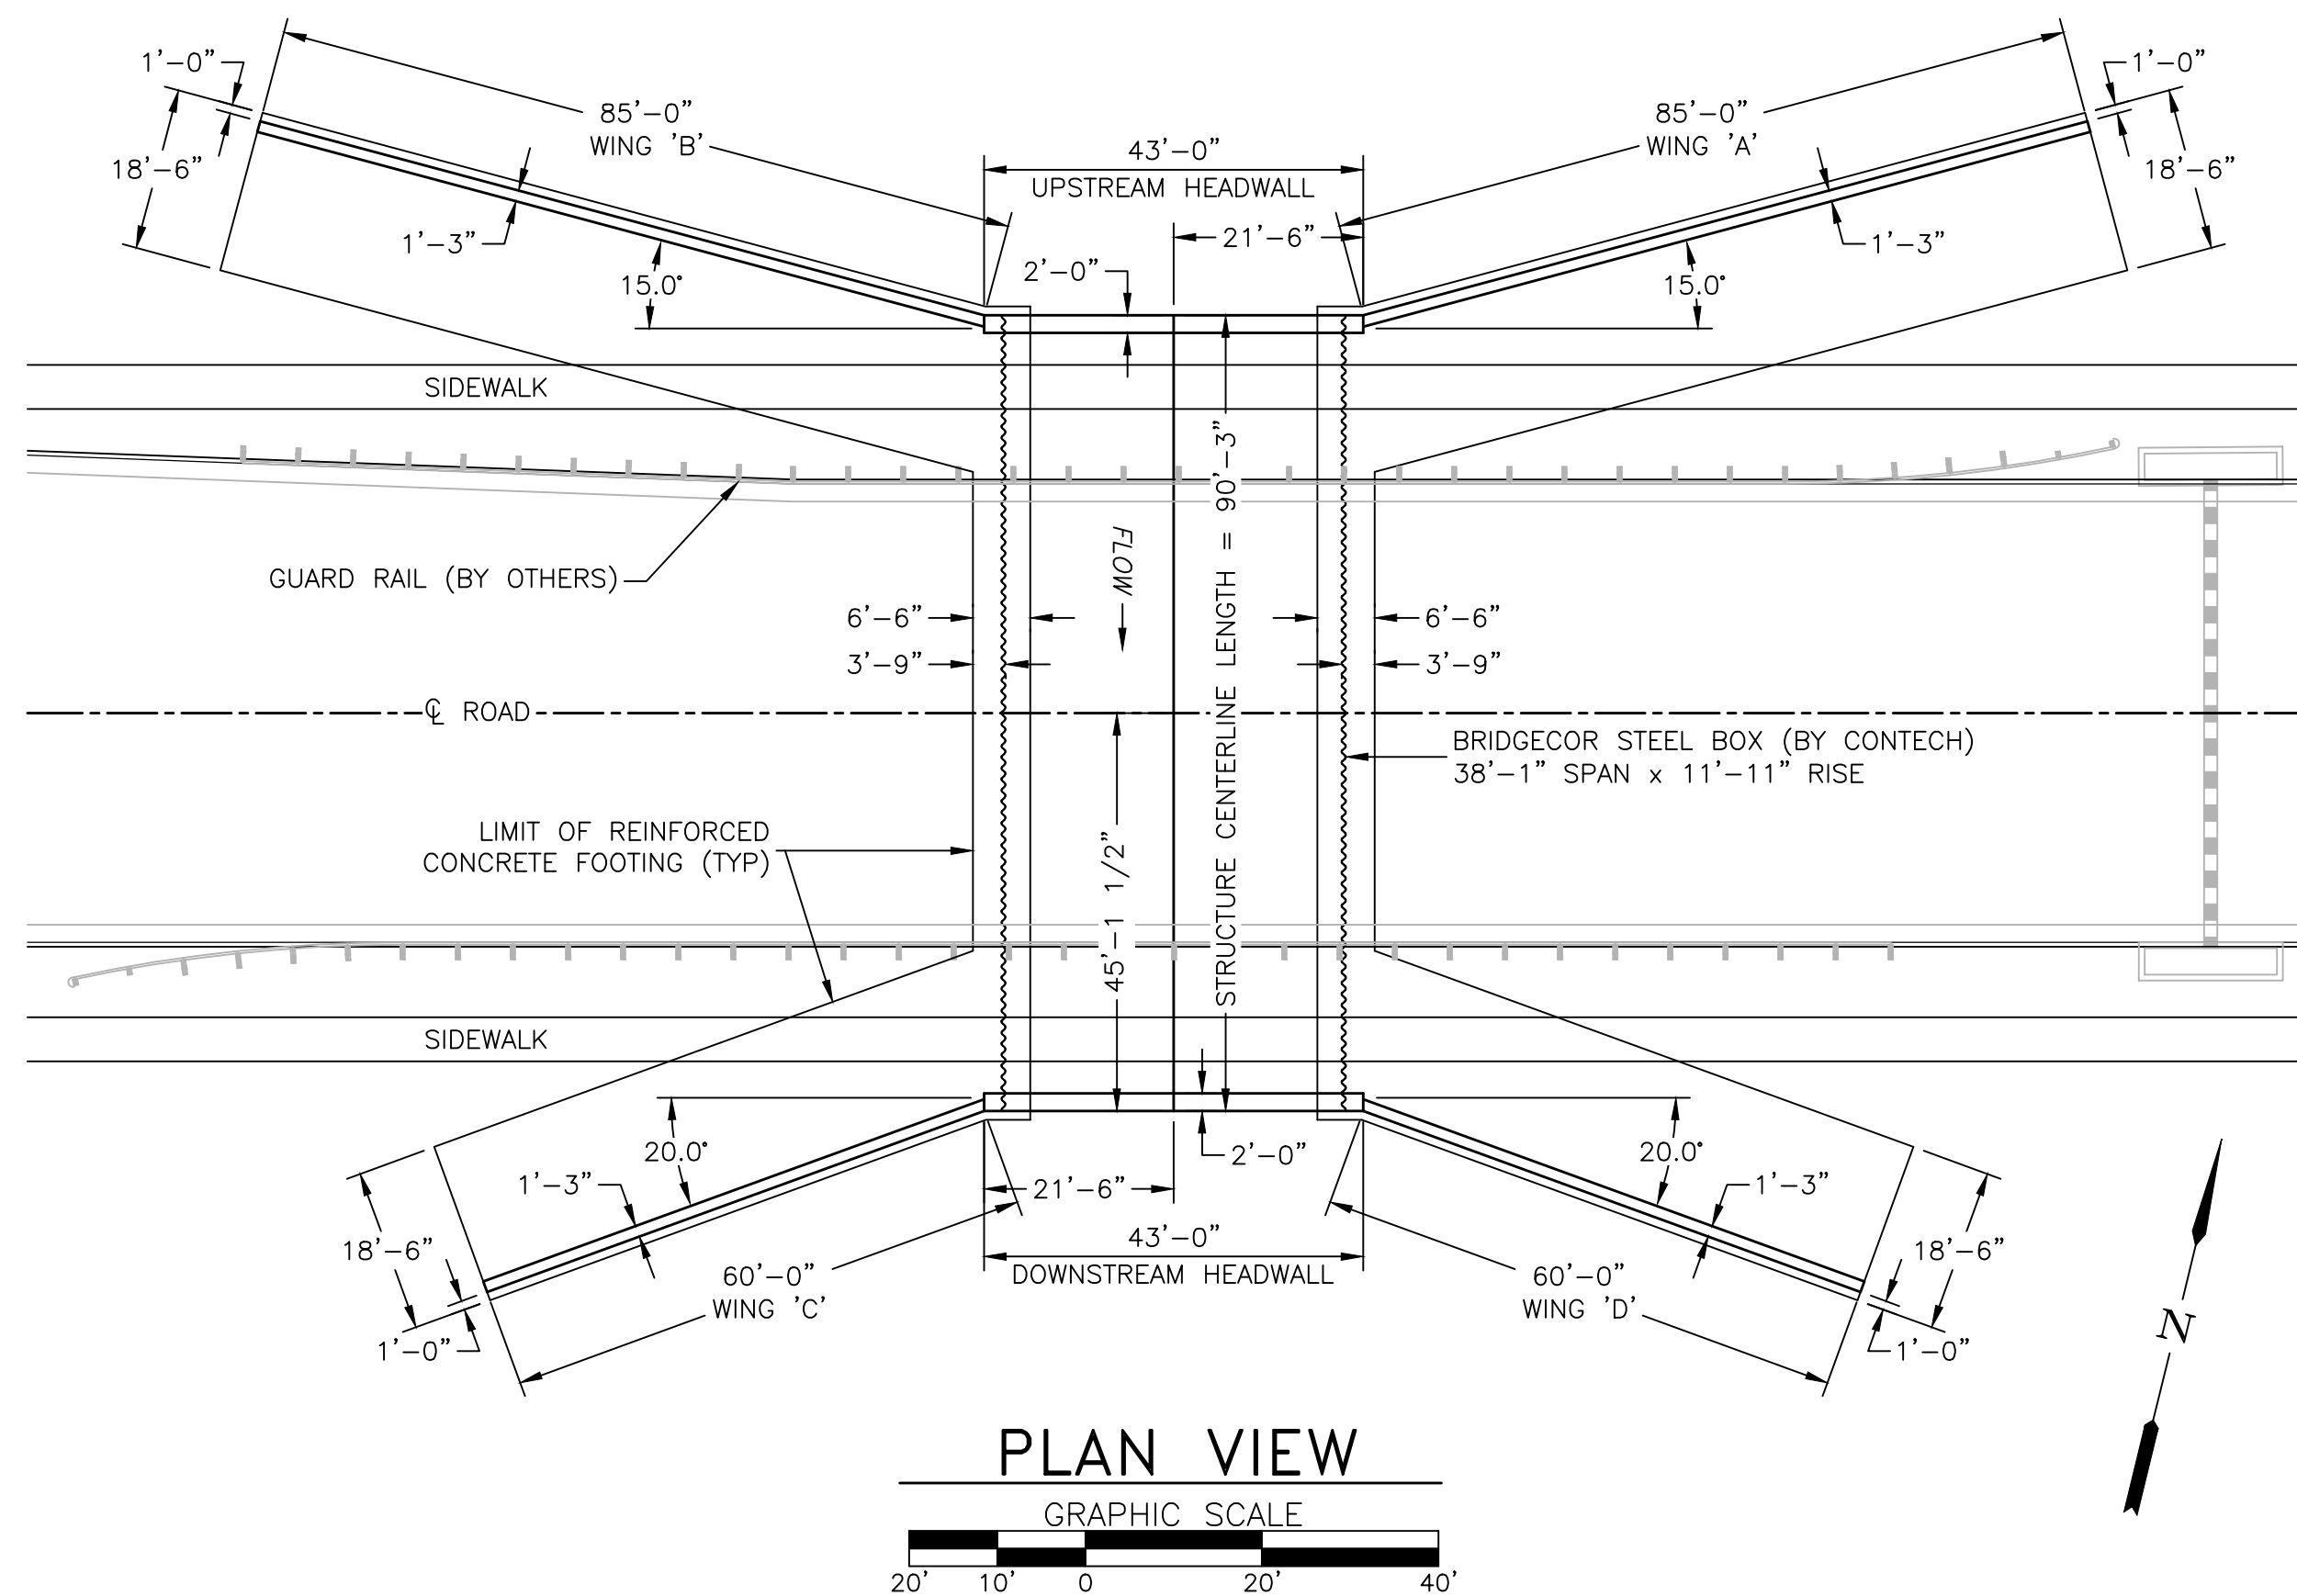 1'-0"
85'-0"
WING 'B'
18'-6"
1'-3"
15.0°
43'-0"
UPSTREAM HEADWALL
21'-6"
2'-0"
85'-0"
WING 'A'
1'-0"
18'-6"
1'-3"
15.0°
SIDEWALK
GUARD RAIL (BY OTHERS)
FLOW
STRUCTURE CENTERLINE LENGTH = 90'-3"
6'-6"
3'-9"
6'-6"
3'-9"
℄ ROAD
BRIDGECOR STEEL BOX (BY CONTECH)
38'-1" SPAN x 11'-11" RISE
LIMIT OF REINFORCED
CONCRETE FOOTING (TYP)
45'-1 1/2"
SIDEWALK
20.0°
1'-3"
18'-6"
1'-0"
60'-0"
WING 'C'
21'-6"
2'-0"
43'-0"
DOWNSTREAM HEADWALL
20.0°
1'-3"
60'-0"
WING 'D'
18'-6"
1'-0"
N
PLAN VIEW
GRAPHIC SCALE
20' 10' 0 20' 40'